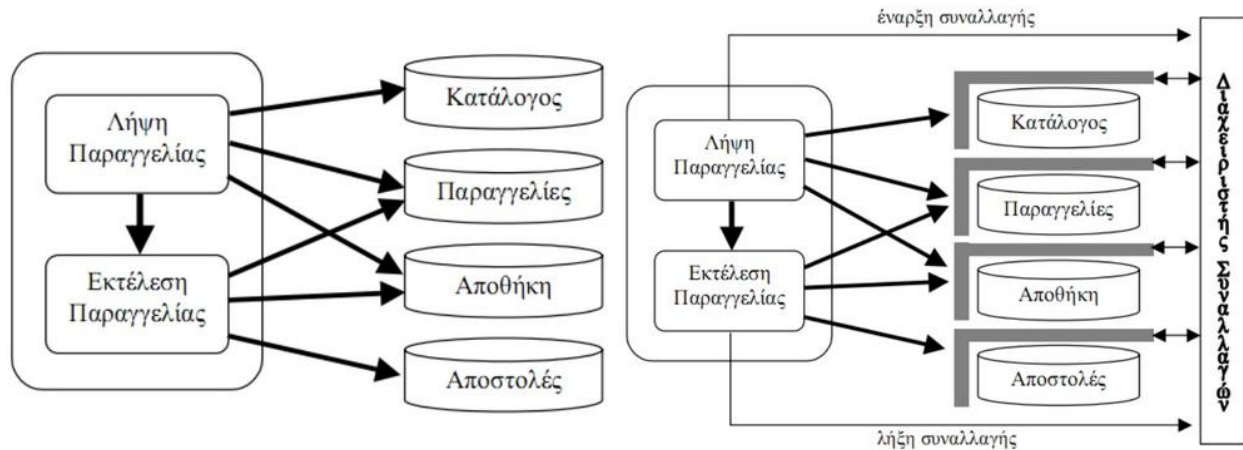 Λήψη
Παραγγελίας
Εκτέλεση
Παραγγελίας
Κατάλογος
Παραγγελίες
Αποθήκη
Αποστολές
έναρξη συναλλαγής
Λήψη
Παραγγελίας
Εκτέλεση
Παραγγελίας
Κατάλογος
Παραγγελίες
Αποθήκη
Αποστολές
λήξη συναλλαγής
Διαχειριστής Συναλλαγών